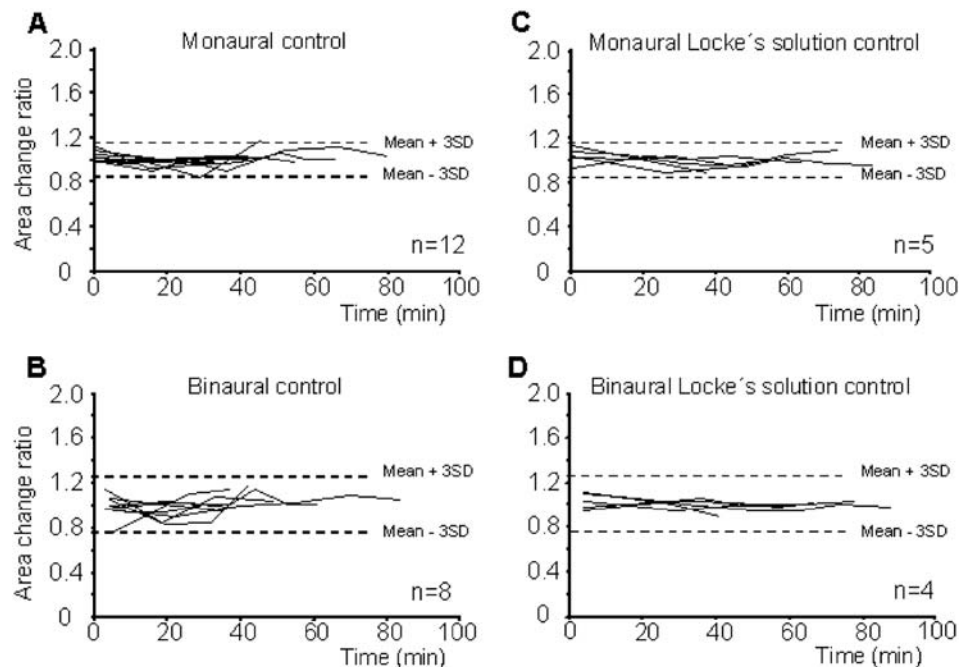 A
Monaural control
Area change ratio
2.0
1.6
1.2
0.8
0.4
0
Mean + 3SD
Mean - 3SD
n=12
0 20 40 60 80 100
Time (min)
C
Monaural Locke´s solution control
2.0
1.6
1.2
0.8
0.4
0
Mean + 3SD
Mean - 3SD
n=5
0 20 40 60 80 100
Time (min)
B
Binaural control
Area change ratio
2.0
1.6
1.2
0.8
0.4
0
Mean + 3SD
Mean - 3SD
n=8
0 20 40 60 80 100
Time (min)
D
Binaural Locke´s solution control
2.0
1.6
1.2
0.8
0.4
0
Mean + 3SD
Mean - 3SD
n=4
0 20 40 60 80 100
Time (min)